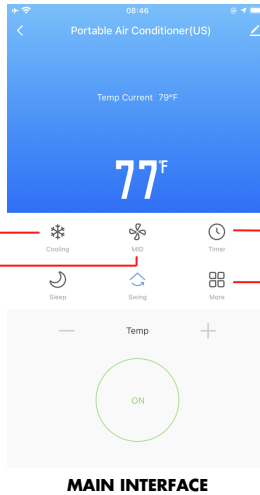 08:46
Portable Air Conditioner(US)
Temp Current 79°F
77°F
Cooling
MID
Timer
Sleep
Swing
More
Temp
ON
MAIN INTERFACE